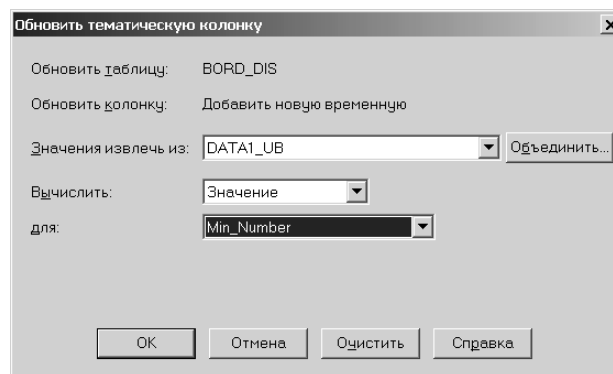 Обновить тематическую колонку
Обновить таблицу: BORD_DIS
Обновить колонку: Добавить новую временную
Значения извлечь из: DATA1_UB Объединить...
Вычислить: Значение
для: Min_Number
OK Отмена Очистить Справка